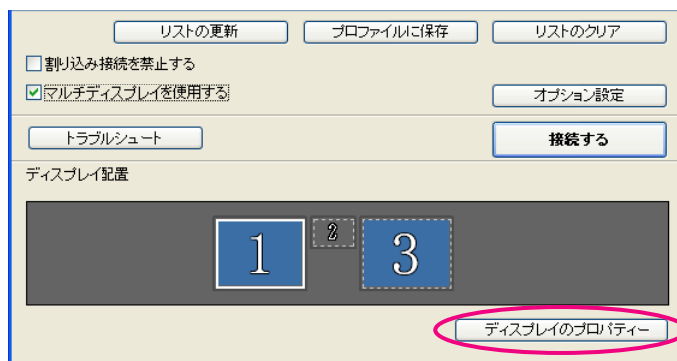 リストの更新 プロファイルに保存 リストのクリア
割り込み接続を禁止する
マルチディスプレイを使用する オプション設定
トラブルシュート 接続する
ディスプレイ配置
1 2 3
ディスプレイのプロパティー